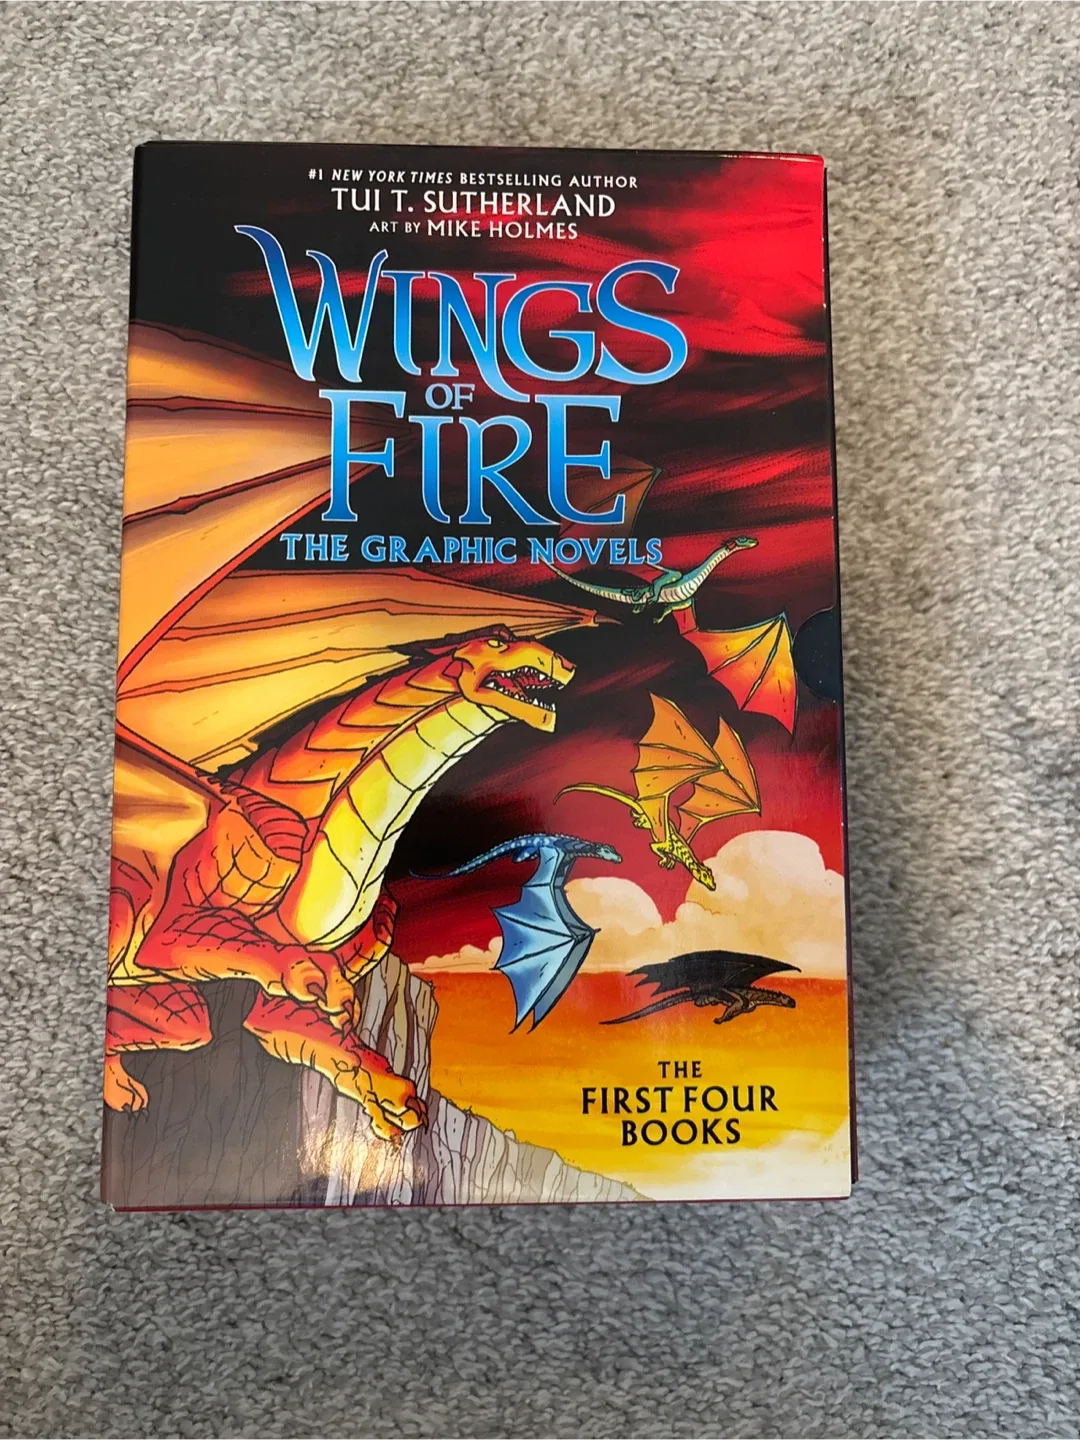 #1 NEW YORK TIMES BESTSELLING AUTHOR
TUI T. SUTHERLAND
ART BY MIKE HOLMES
WINGS
OF
FIRE
THE GRAPHIC NOVELS
THE
FIRST FOUR
BOOKS